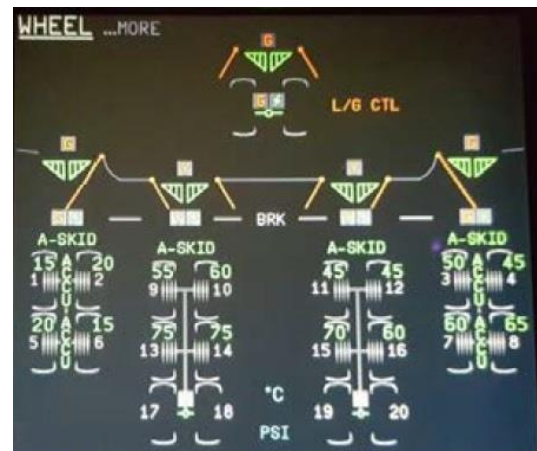 WHEEL ...MORE
G
G
L/G CTL
G
Y
Y
G
G
BRK
G
A-SKID
A-SKID
A-SKID
A-SKID
15 20
55 60
45 45
50 45
1 2
9 10
11 12
3 4
ACCU
ACCU
20 15
75 75
70 60
60 65
5 6
13 14
15 16
7 8
ACCU
ACCU
°C
17 18
19 20
PSI